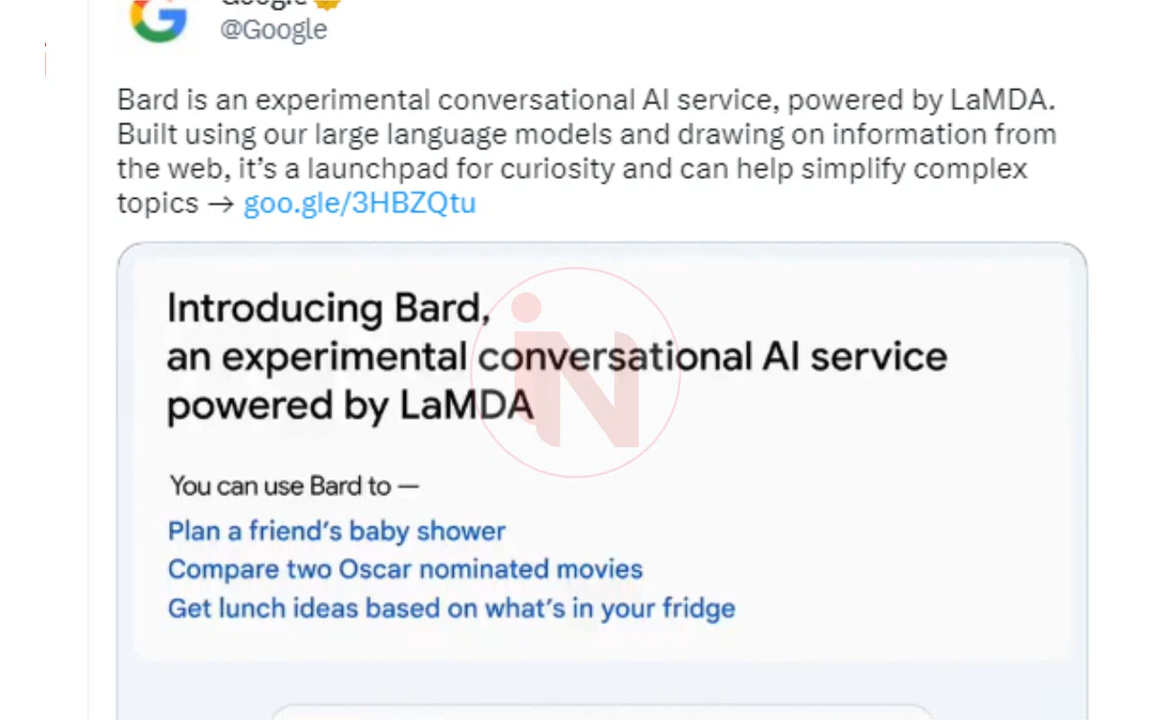 Google
@Google
Bard is an experimental conversational AI service, powered by LaMDA.
Built using our large language models and drawing on information from
the web, it’s a launchpad for curiosity and can help simplify complex
topics → goo.gle/3HBZQtu
Introducing Bard,
an experimental conversational AI service
powered by LaMDA
iN
You can use Bard to —
Plan a friend’s baby shower
Compare two Oscar nominated movies
Get lunch ideas based on what’s in your fridge